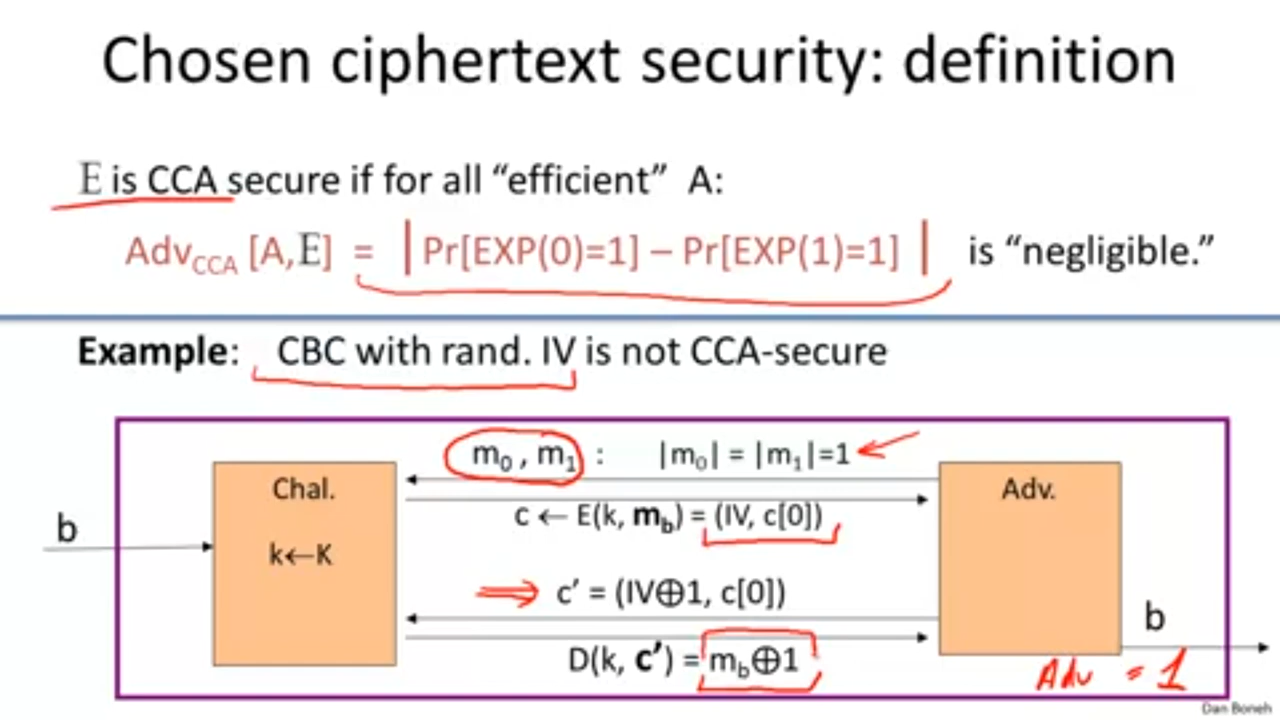 Chosen ciphertext security: definition
𝔼 is CCA secure if for all “efficient” A:
Adv_CCA [A,𝔼] = | Pr[EXP(0)=1] – Pr[EXP(1)=1] | is “negligible.”
Example: CBC with rand. IV is not CCA-secure
m₀ , m₁ : |m₀| = |m₁|=1
Chal.
Adv.
b
c ← E(k, m_b) = (IV, c[0])
k←K
⇒ c′ = (IV⊕1, c[0])
b
D(k, c′) = m_b⊕1
Adv = 1
Dan Boneh